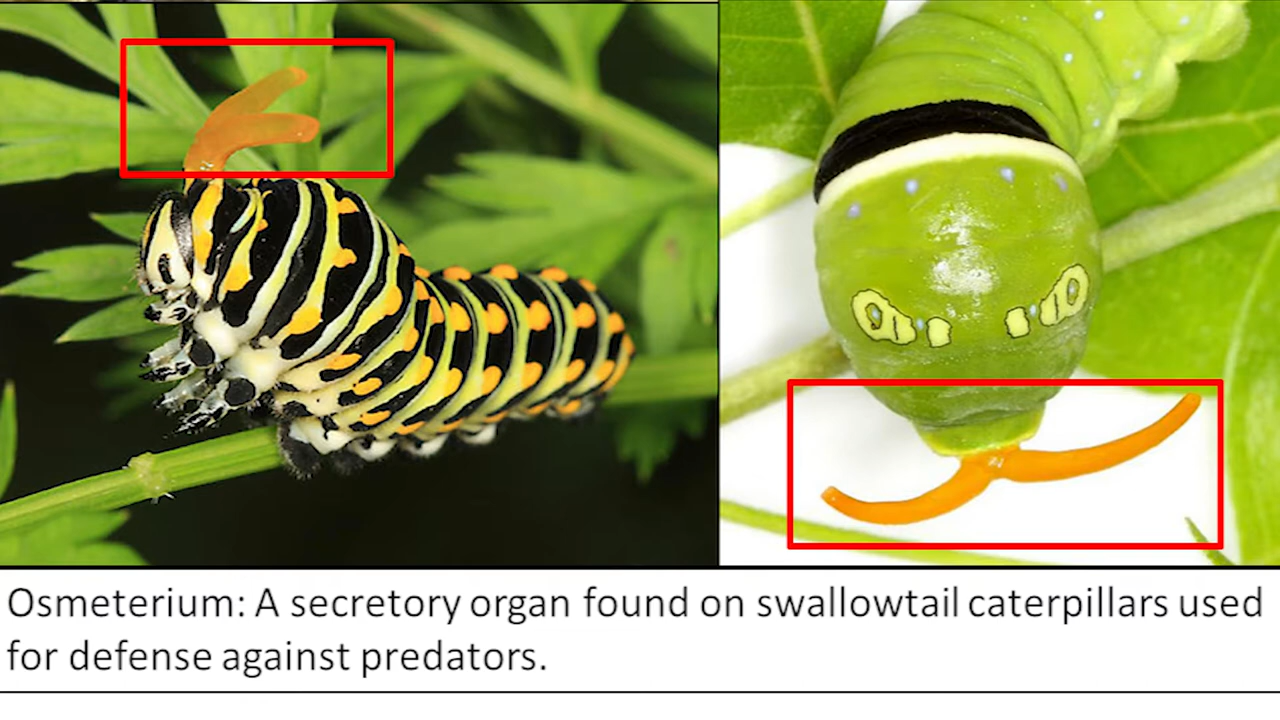 Osmeterium: A secretory organ found on swallowtail caterpillars used
for defense against predators.